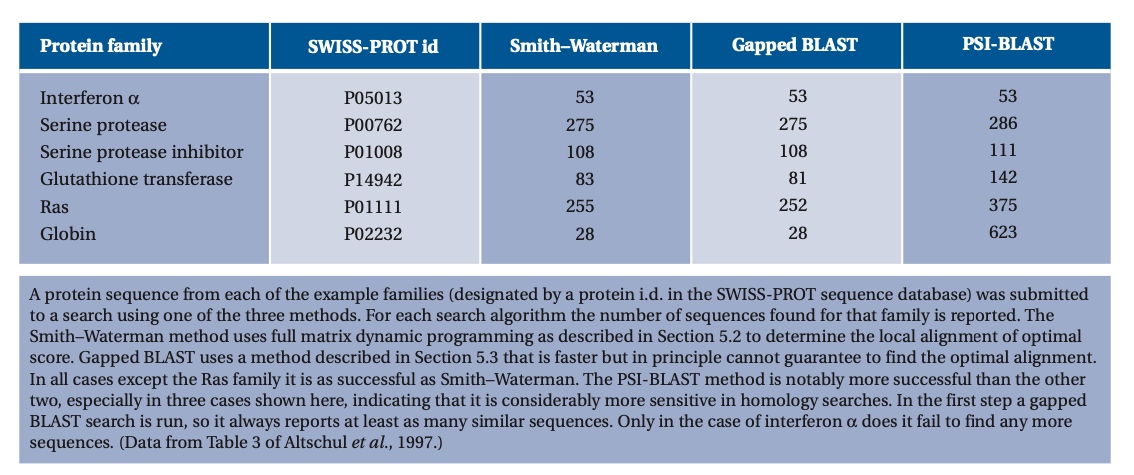 Protein family SWISS-PROT id Smith–Waterman Gapped BLAST PSI-BLAST
Interferon α P05013 53 53 53
Serine protease P00762 275 275 286
Serine protease inhibitor P01008 108 108 111
Glutathione transferase P14942 83 81 142
Ras P01111 255 252 375
Globin P02232 28 28 623
A protein sequence from each of the example families (designated by a protein i.d. in the SWISS-PROT sequence database) was submitted
to a search using one of the three methods. For each search algorithm the number of sequences found for that family is reported. The
Smith–Waterman method uses full matrix dynamic programming as described in Section 5.2 to determine the local alignment of optimal
score. Gapped BLAST uses a method described in Section 5.3 that is faster but in principle cannot guarantee to find the optimal alignment.
In all cases except the Ras family it is as successful as Smith–Waterman. The PSI-BLAST method is notably more successful than the other
two, especially in three cases shown here, indicating that it is considerably more sensitive in homology searches. In the first step a gapped
BLAST search is run, so it always reports at least as many similar sequences. Only in the case of interferon α does it fail to find any more
sequences. (Data from Table 3 of Altschul et al., 1997.)